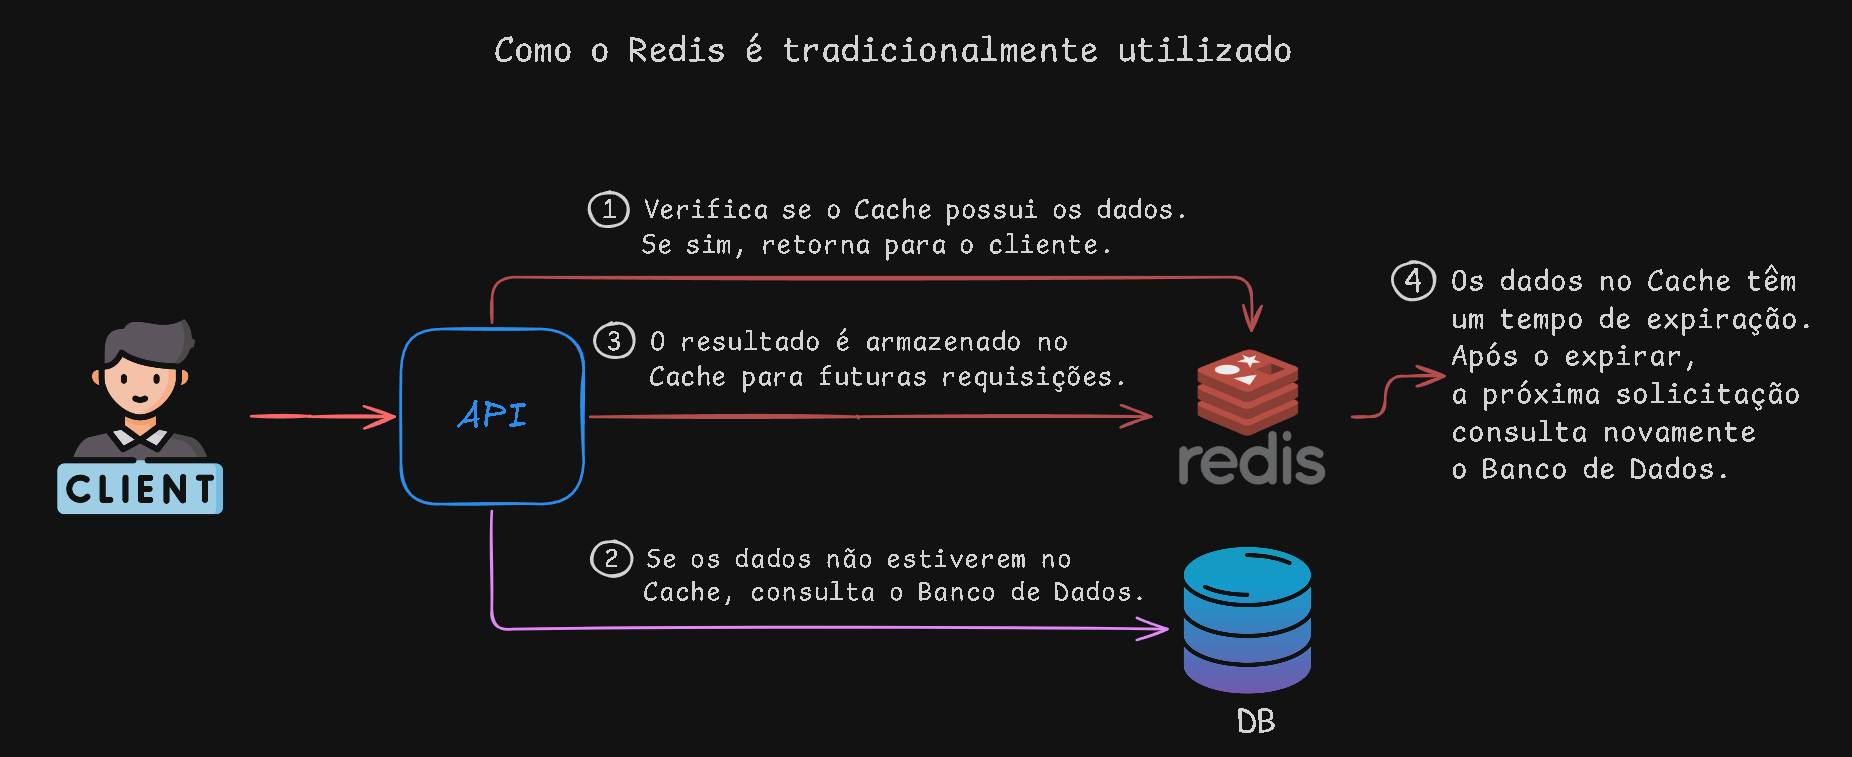 Como o Redis é tradicionalmente utilizado
1 Verifica se o Cache possui os dados.
Se sim, retorna para o cliente.
3 O resultado é armazenado no
Cache para futuras requisições.
4 Os dados no Cache têm
um tempo de expiração.
Após o expirar,
a próxima solicitação
consulta novamente
o Banco de Dados.
API
CLIENT
redis
2 Se os dados não estiverem no
Cache, consulta o Banco de Dados.
DB